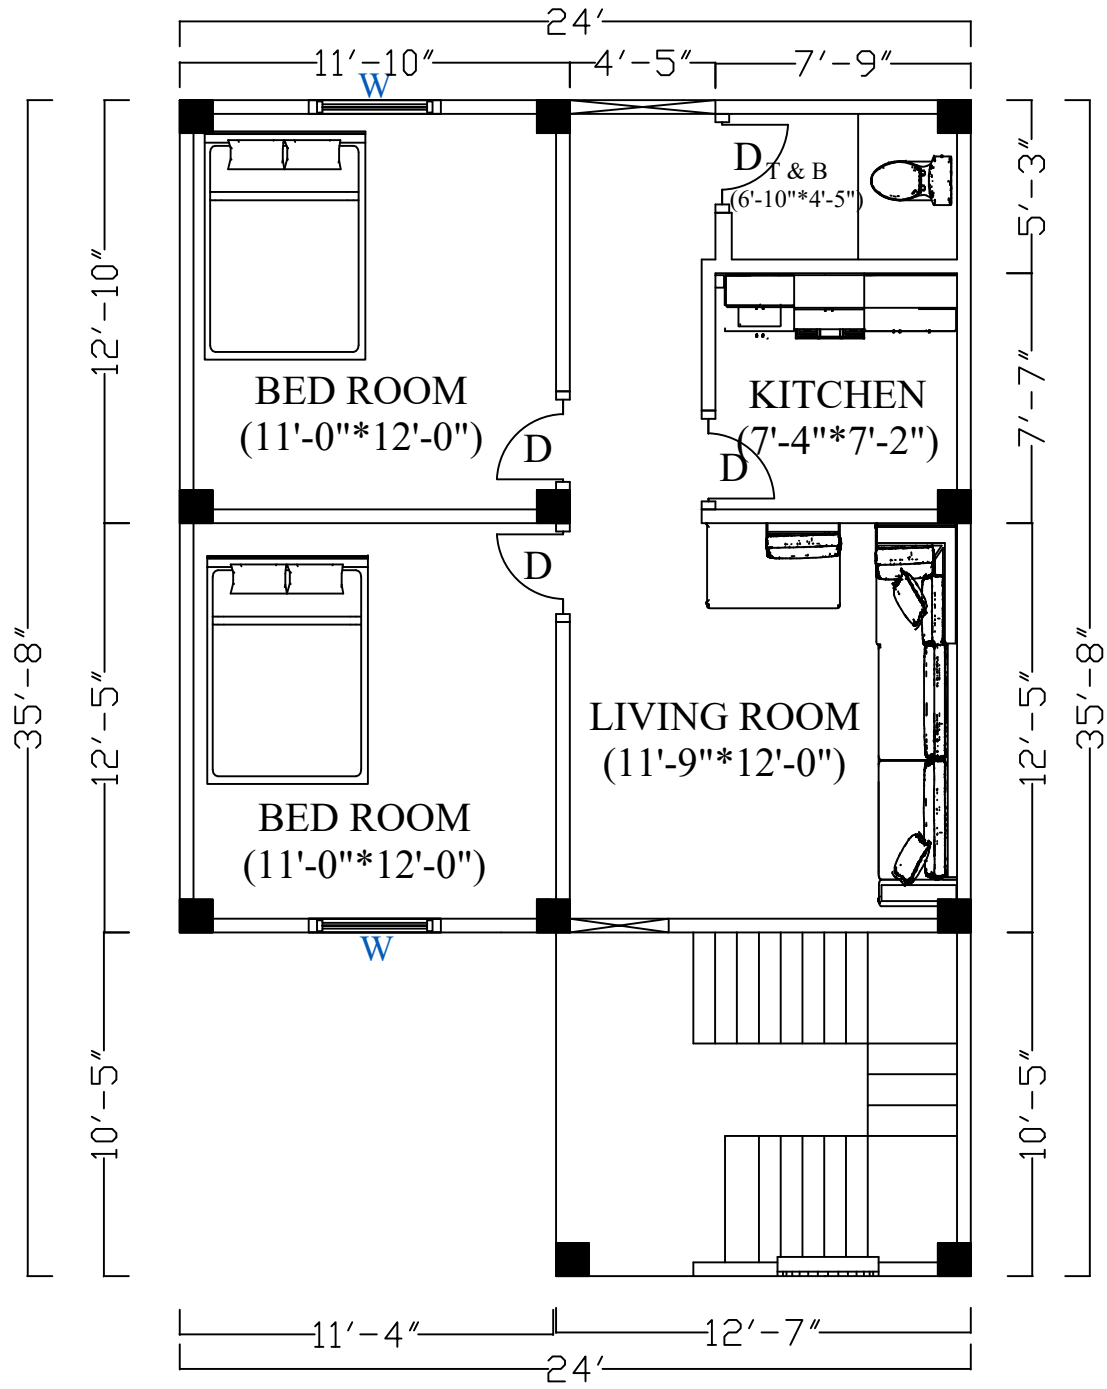 24'
11'-10" 4'-5" 7'-9"
W
D
T & B
(6'-10"*4'-5")
5'-3"
12'-10"
BED ROOM
(11'-0"*12'-0")
D
KITCHEN
(7'-4"*7'-2")
D
7'-7"
D
35'-8"
12'-5"
LIVING ROOM
(11'-9"*12'-0")
12'-5"
35'-8"
BED ROOM
(11'-0"*12'-0")
W
10'-5"
10'-5"
11'-4" 12'-7"
24'